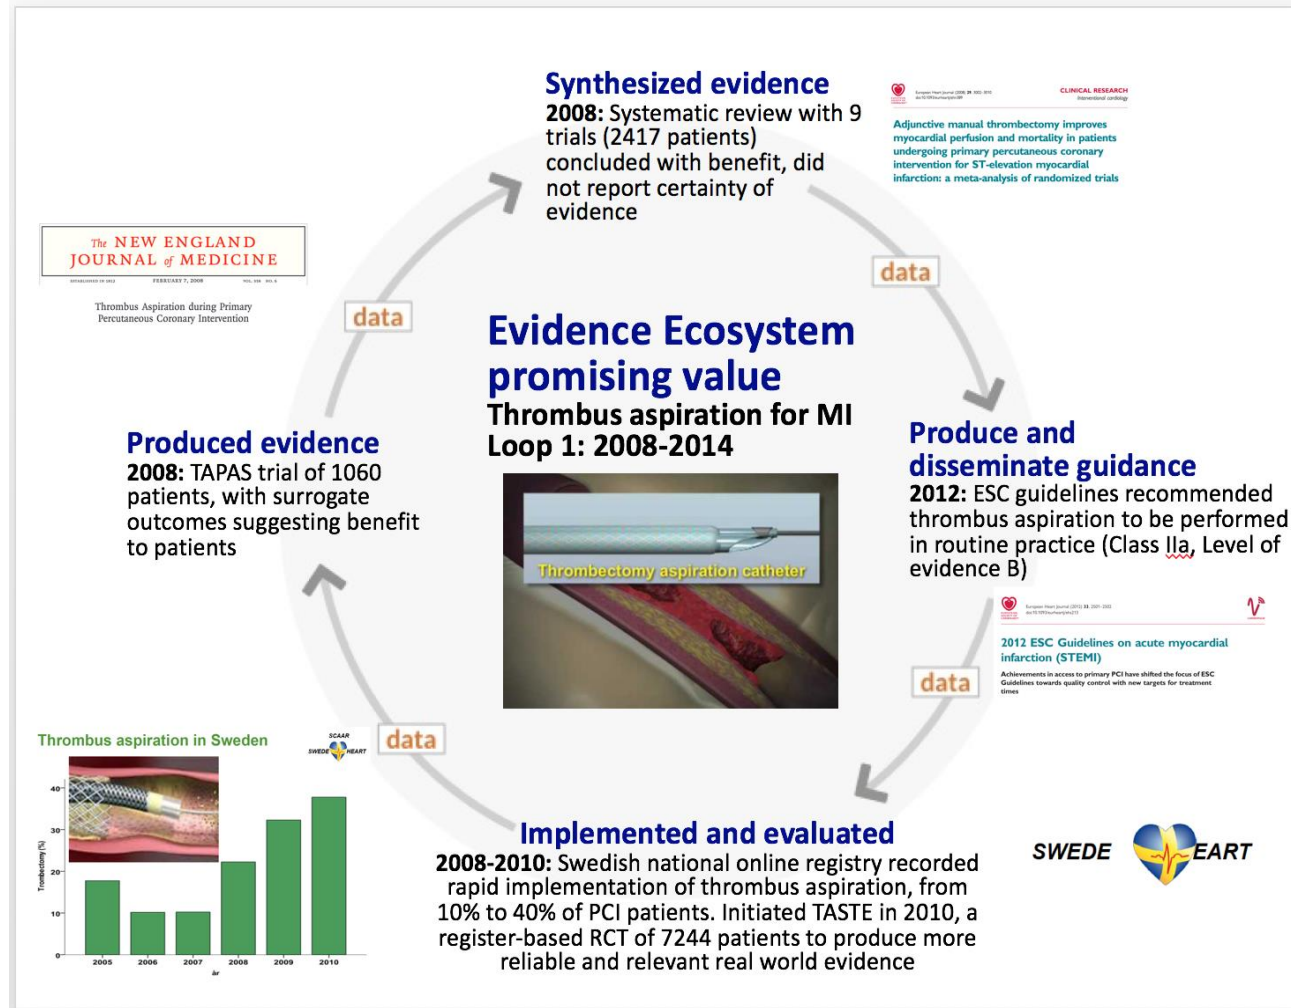 Synthesized evidence
2008: Systematic review with 9
trials (2417 patients)
concluded with benefit, did
not report certainty of
evidence
CLINICAL RESEARCH
Interventional cardiology
Adjunctive manual thrombectomy improves
myocardial perfusion and mortality in patients
undergoing primary percutaneous coronary
intervention for ST-elevation myocardial
infarction: a meta-analysis of randomized trials
The NEW ENGLAND
JOURNAL of MEDICINE
ESTABLISHED IN 1812 FEBRUARY 7, 2008
Thrombus Aspiration during Primary
Percutaneous Coronary Intervention
data
data
Evidence Ecosystem
promising value
Thrombus aspiration for MI
Loop 1: 2008-2014
Thrombectomy aspiration catheter
Produced evidence
2008: TAPAS trial of 1060
patients, with surrogate
outcomes suggesting benefit
to patients
Produce and
disseminate guidance
2012: ESC guidelines recommended
thrombus aspiration to be performed
in routine practice (Class IIa, Level of
evidence B)
2012 ESC Guidelines on acute myocardial
infarction (STEMI)
Achievements in access to primary PCI have shifted the focus of ESC
Guidelines towards quality control with new targets for treatment
times
data
data
Thrombus aspiration in Sweden
SCAAR
SWEDE HEART
Trombectomy (%)
40
30
20
10
0
2005 2006 2007 2008 2009 2010
år
Implemented and evaluated
2008-2010: Swedish national online registry recorded
rapid implementation of thrombus aspiration, from
10% to 40% of PCI patients. Initiated TASTE in 2010, a
register-based RCT of 7244 patients to produce more
reliable and relevant real world evidence
SWEDE EART